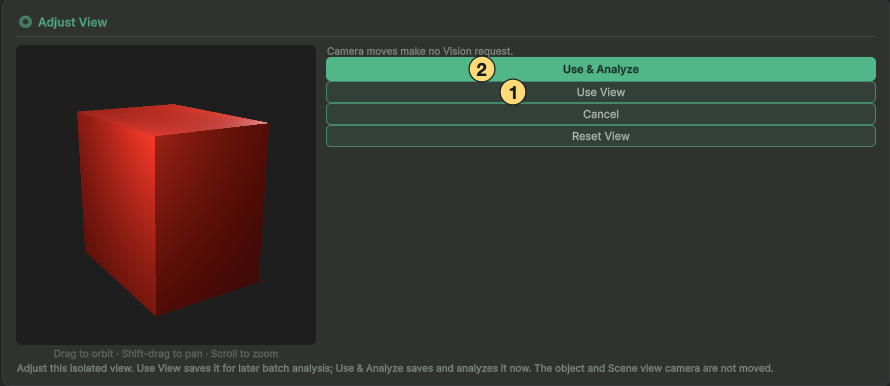 Adjust View
Camera moves make no Vision request.
2 Use & Analyze
1 Use View
Cancel
Reset View
Drag to orbit · Shift-drag to pan · Scroll to zoom
Adjust this isolated view. Use View saves it for later batch analysis; Use & Analyze saves and analyzes it now. The object and Scene view camera are not moved.